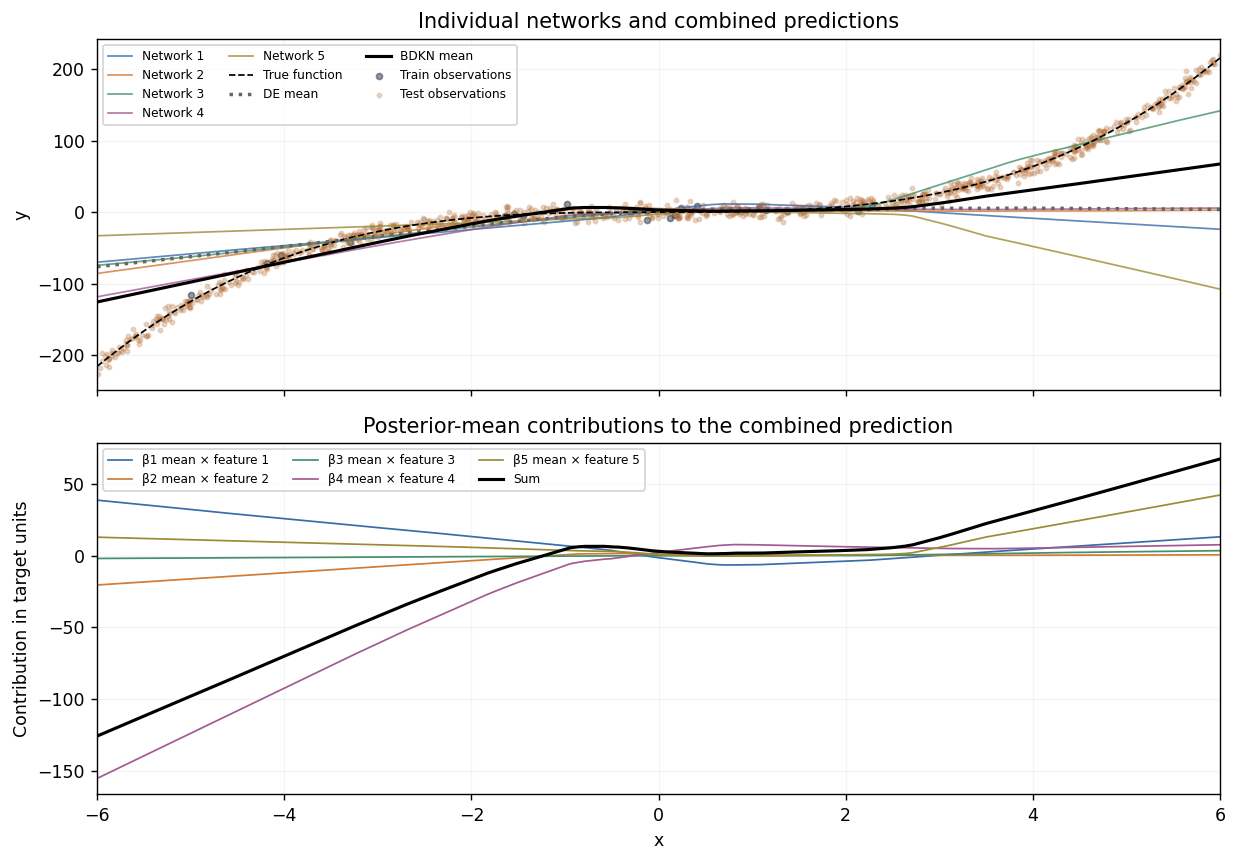 Individual networks and combined predictions
Network 1
Network 2
Network 3
Network 4
Network 5
True function
DE mean
BDKN mean
Train observations
Test observations
200
100
0
−100
−200
y
Posterior-mean contributions to the combined prediction
β1 mean × feature 1
β2 mean × feature 2
β3 mean × feature 3
β4 mean × feature 4
β5 mean × feature 5
Sum
50
0
−50
−100
−150
Contribution in target units
−6 −4 −2 0 2 4 6
x